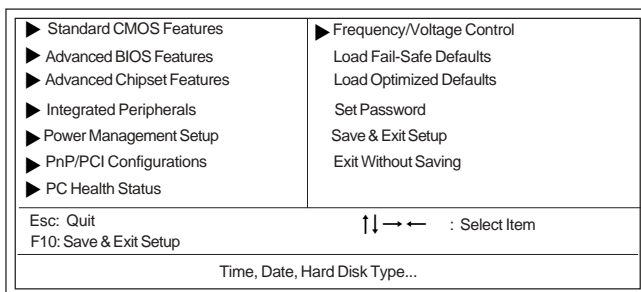 ▶ Standard CMOS Features
▶ Advanced BIOS Features
▶ Advanced Chipset Features
▶ Integrated Peripherals
▶ Power Management Setup
▶ PnP/PCI Configurations
▶ PC Health Status
▶ Frequency/Voltage Control
Load Fail-Safe Defaults
Load Optimized Defaults
Set Password
Save & Exit Setup
Exit Without Saving
Esc: Quit
F10: Save & Exit Setup
↑↓→← : Select Item
Time, Date, Hard Disk Type...